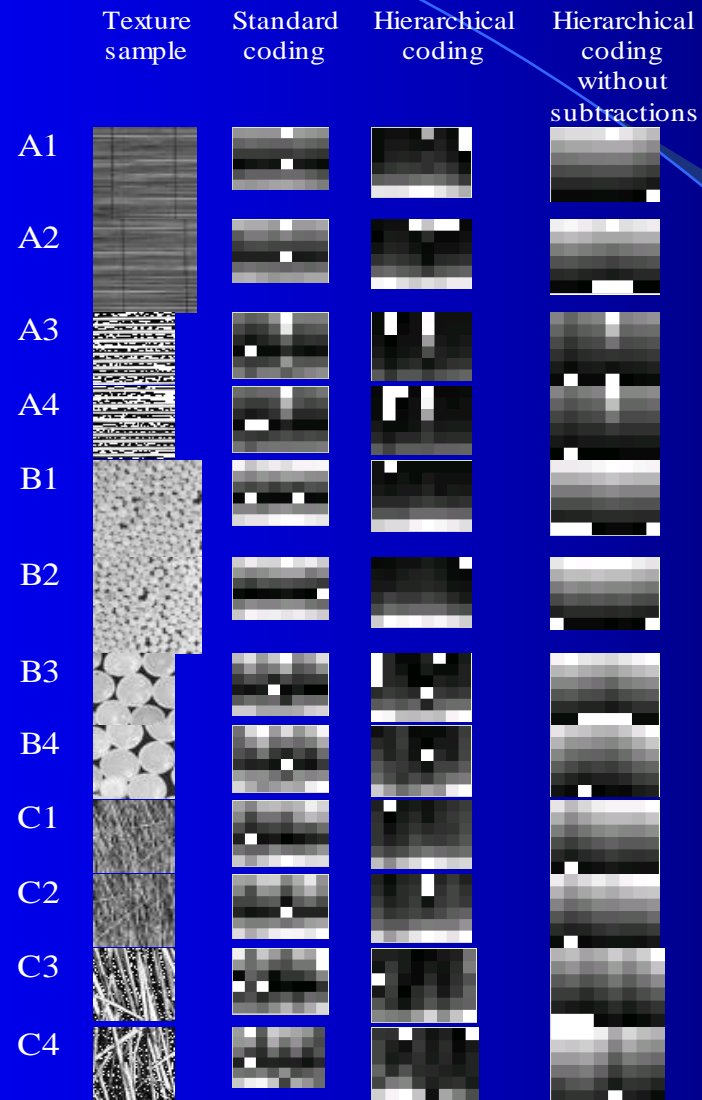 Texture sample
Standard coding
Hierarchical coding
Hierarchical coding without subtractions
A1
A2
A3
A4
B1
B2
B3
B4
C1
C2
C3
C4